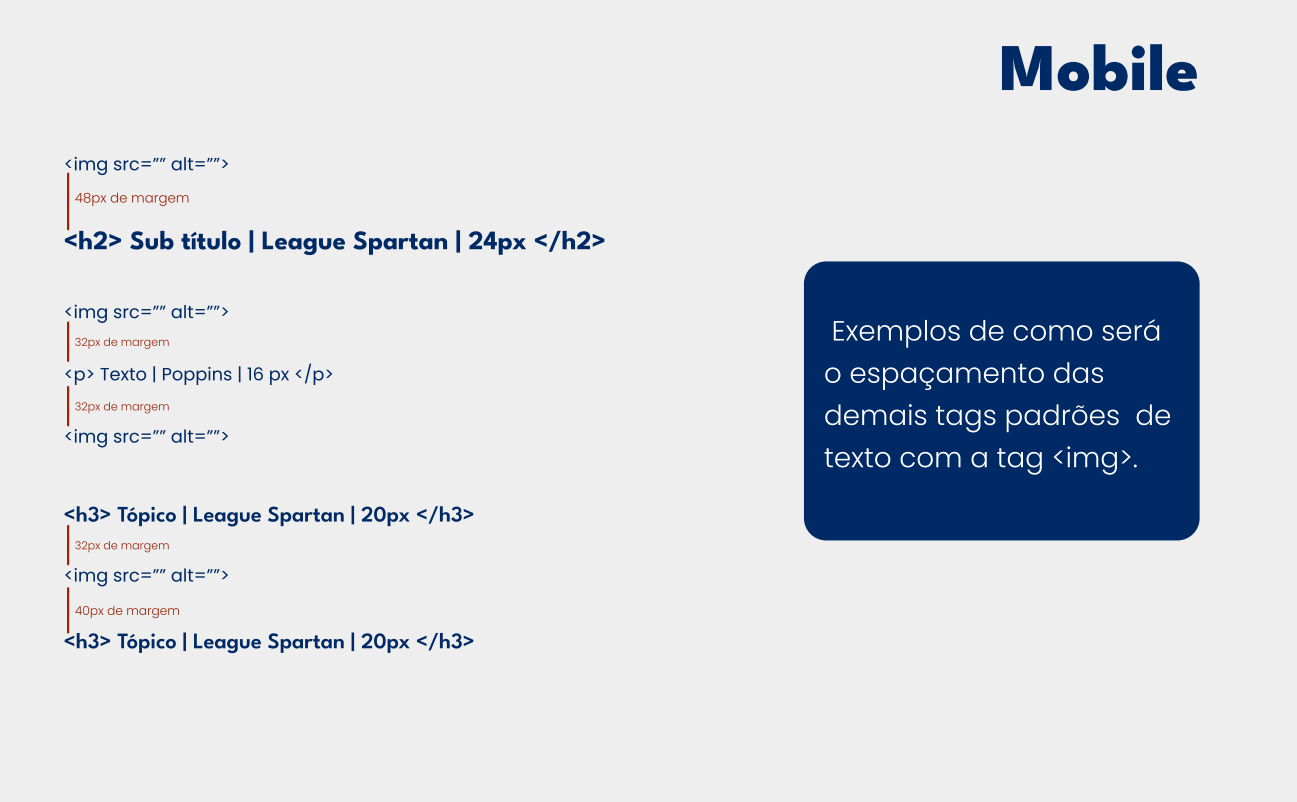 Mobile
<img src=”” alt=””>
48px de margem
<h2> Sub título | League Spartan | 24px </h2>
<img src=”” alt=””>
32px de margem
<p> Texto | Poppins | 16 px </p>
32px de margem
<img src=”” alt=””>
<h3> Tópico | League Spartan | 20px </h3>
32px de margem
<img src=”” alt=””>
40px de margem
<h3> Tópico | League Spartan | 20px </h3>
Exemplos de como será
o espaçamento das
demais tags padrões  de
texto com a tag <img>.